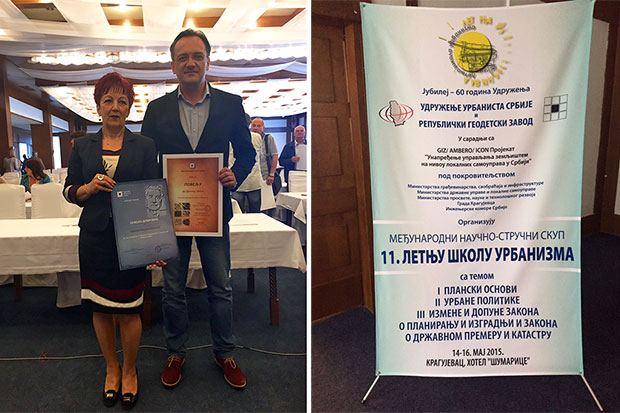 ПОВЕЉУ
Јубилеј – 60 година Удружења
УДРУЖЕЊЕ УРБАНИСТА СРБИЈЕ
и
РЕПУБЛИЧКИ ГЕОДЕТСКИ ЗАВОД
У сарадњи са
GIZ/ AMBERO/ ICON Пројекат
"Унапређење управљања земљиштем
на нивоу локалних самоуправа у Србији"
под покровитељством
Министарства грађевинарства, саобраћаја и инфраструктуре
Министарства државне управе и локалне самоуправе
Министарства просвете, науке и технолошког развоја
Града Крагујевца
Инжењерске коморе Србије
Организују
МЕЂУНАРОДНИ НАУЧНО-СТРУЧНИ СКУП
11. ЛЕТЊУ ШКОЛУ УРБАНИЗМА
са темом
I ПЛАНСКИ ОСНОВИ
II УРБАНЕ ПОЛИТИКЕ
III ИЗМЕНЕ И ДОПУНЕ ЗАКОНА
О ПЛАНИРАЊУ И ИЗГРАДЊИ И ЗАКОНА
О ДРЖАВНОМ ПРЕМЕРУ И КАТАСТРУ
14-16. МАЈ 2015.
КРАГУЈЕВАЦ, ХОТЕЛ "ШУМАРИЦЕ"